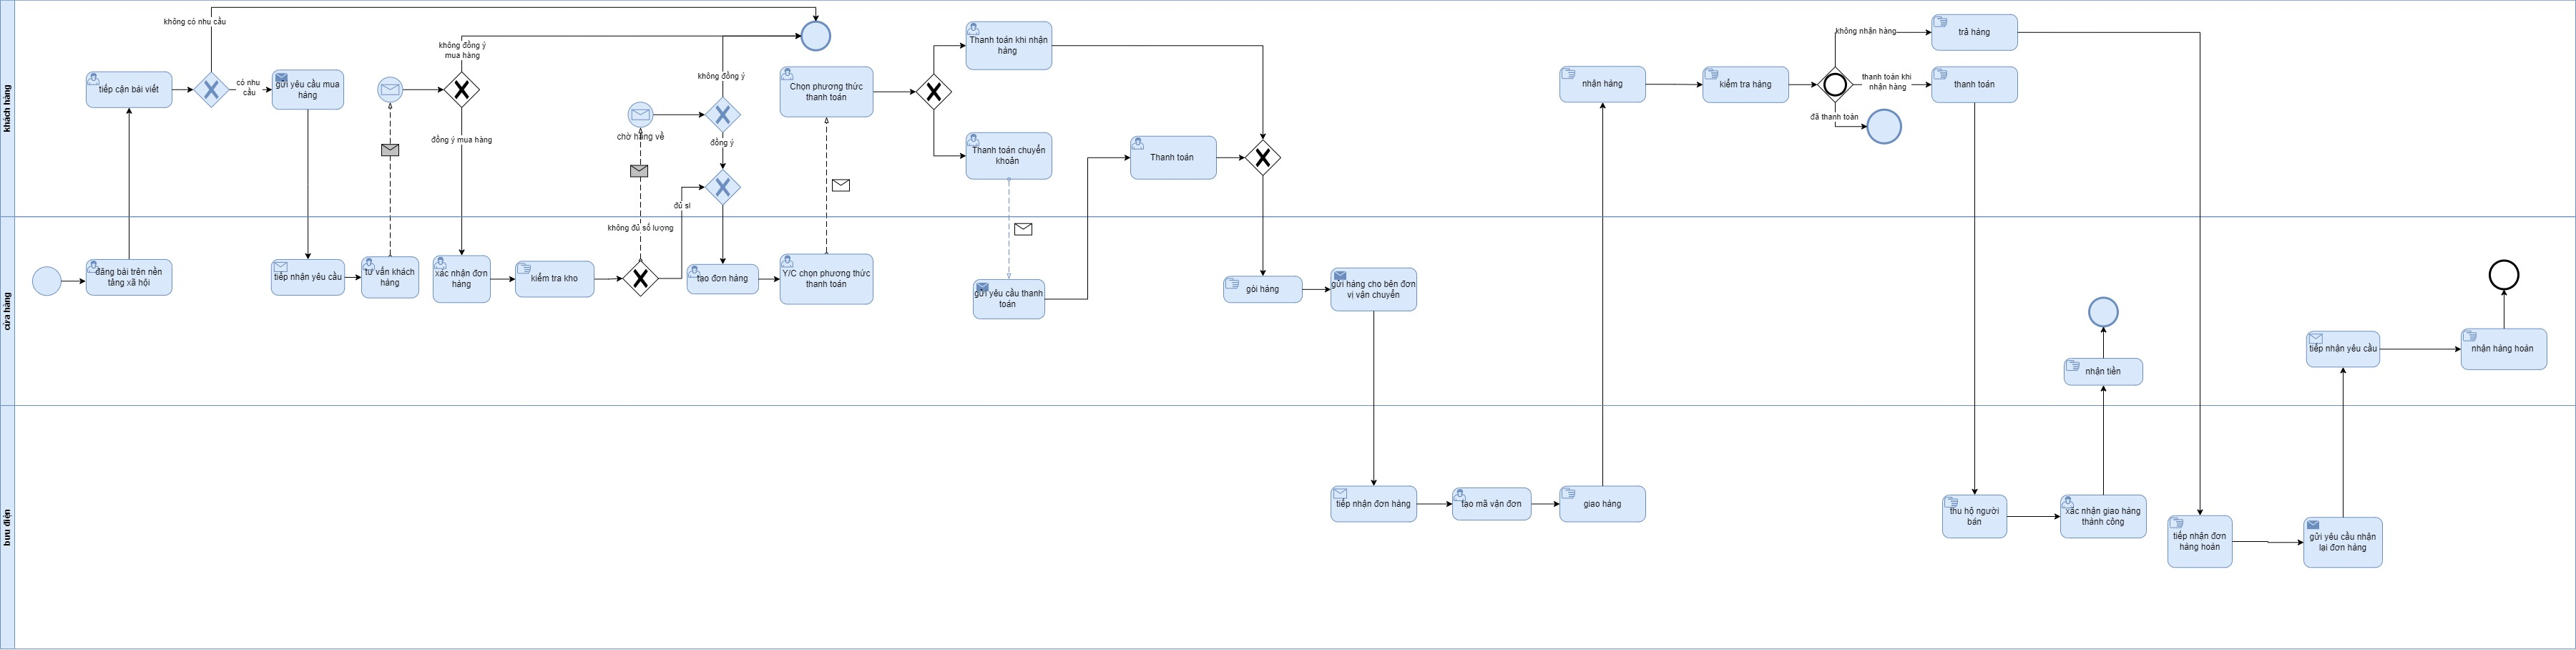 khách hàng
không có nhu cầu
tiếp cận bài viết
có nhu
cầu
gửi yêu cầu mua
hàng
không đồng ý
mua hàng
đồng ý mua hàng
chờ hàng về
không đồng ý
đồng ý
đủ sl
không đủ số lượng
Chọn phương thức
thanh toán
Thanh toán khi nhận
hàng
Thanh toán chuyển
khoản
Thanh toán
nhận hàng
kiểm tra hàng
không nhận hàng
thanh toán khi
nhận hàng
đã thanh toán
trả hàng
thanh toán
cửa hàng
đăng bài trên nền
tảng xã hội
tiếp nhận yêu cầu
tư vấn khách
hàng
xác nhận đơn
hàng
kiểm tra kho
tạo đơn hàng
Y/C chọn phương thức
thanh toán
gửi yêu cầu thanh
toán
gói hàng
gửi hàng cho bên đơn
vị vận chuyển
nhận tiền
tiếp nhận yêu cầu
nhận hàng hoàn
bưu điện
tiếp nhận đơn hàng
tạo mã vận đơn
giao hàng
thu hộ người
bán
xác nhận giao hàng
thành công
tiếp nhận đơn
hàng hoàn
gửi yêu cầu nhận
lại đơn hàng